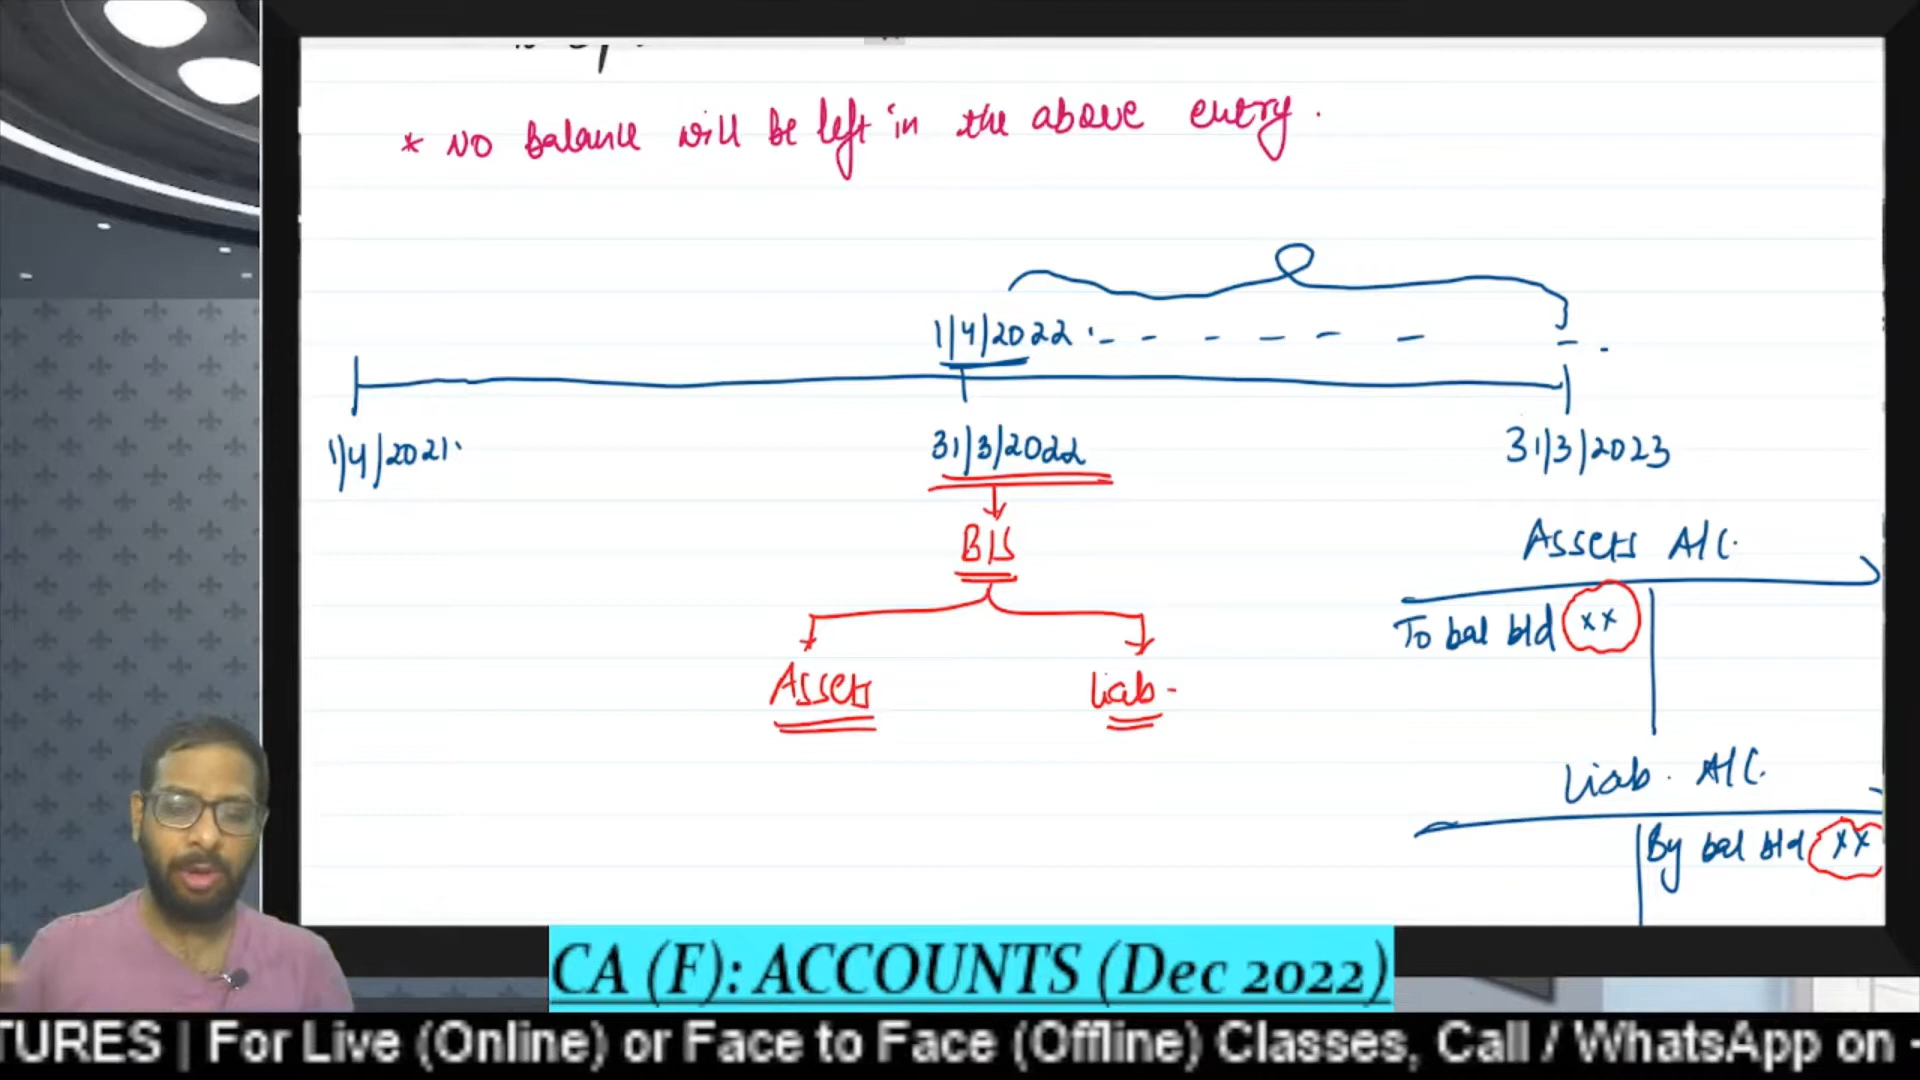 * NO Balance will be left in the above entry.
1/4/2022
1/4/2021
31/3/2022
31/3/2023
B/S
Assets
Liab.
Assets A/C.
To bal b/d xx
Liab. A/C.
By bal b/d xx
CA (F): ACCOUNTS (Dec 2022)
TURES | For Live (Online) or Face to Face (Offline) Classes, Call / WhatsApp on -